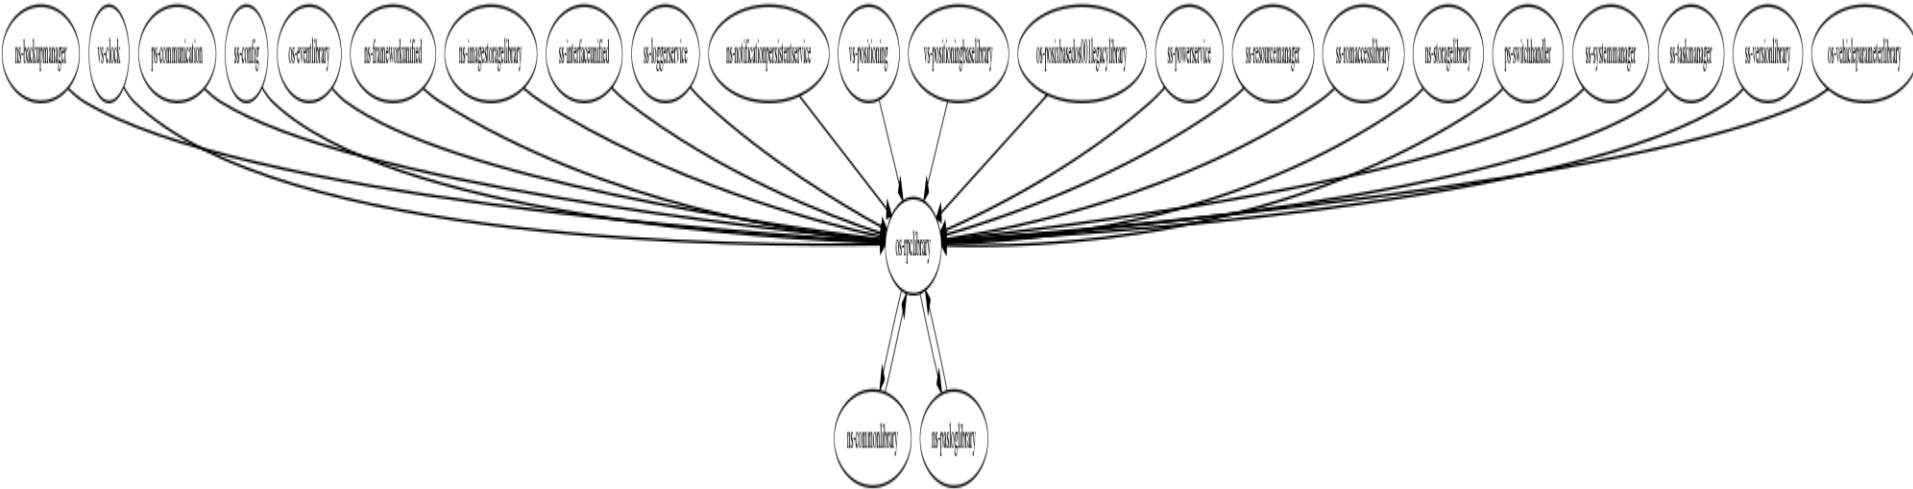 ns-backupmanager
vs-clock
ps-communication
ss-config
os-eventlibrary
ns-frameworkunified
ns-imagestoragelibrary
ss-interfaceunified
ss-loggerservice
ns-notificationpersistentservice
vs-positioning
vs-positioningbaselibrary
os-posixbasedos001legacylibrary
ss-powerservice
ss-resourcemanager
ss-romaccesslibrary
ns-storagelibrary
ps-switchhandler
ss-systemmanager
ss-taskmanager
ss-versionlibrary
os-vehicleparameterlibrary
os-rpclibrary
ns-commonlibrary
ns-rasloglibrary